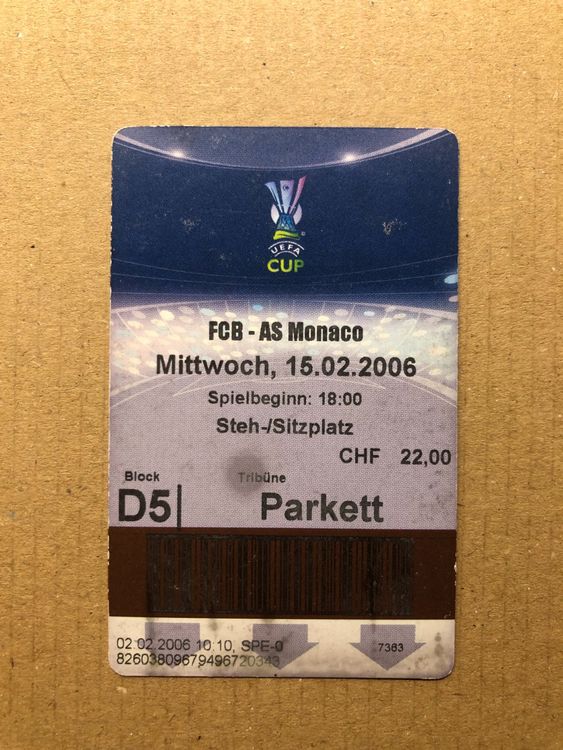 UEFA
CUP
FCB - AS Monaco
Mittwoch, 15.02.2006
Spielbeginn: 18:00
Steh-/Sitzplatz
CHF 22,00
Block Tribüne
D5 Parkett
02.02.2006 10:10, SPE-0 7363
82603809679496720343